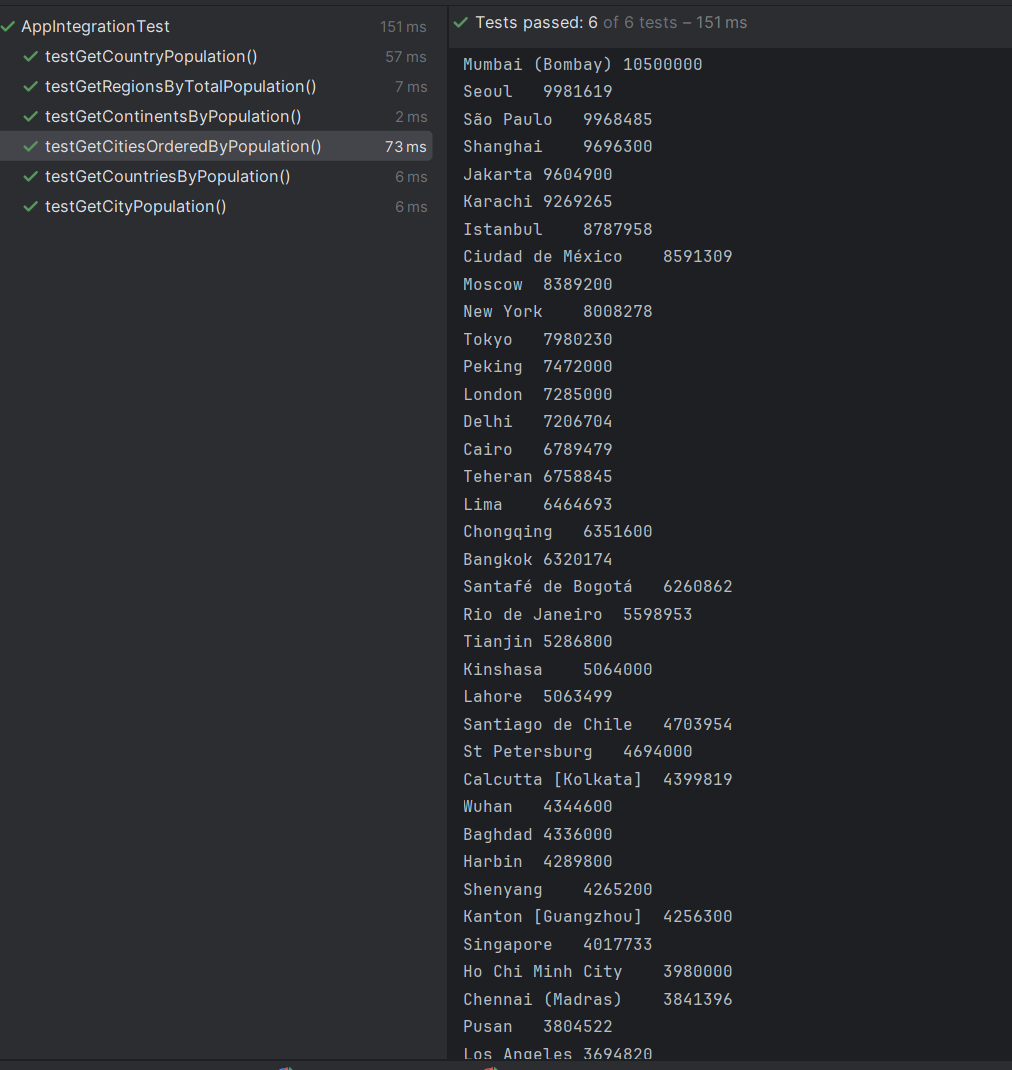 AppIntegrationTest 151 ms
testGetCountryPopulation() 57 ms
testGetRegionsByTotalPopulation() 7 ms
testGetContinentsByPopulation() 2 ms
testGetCitiesOrderedByPopulation() 73 ms
testGetCountriesByPopulation() 6 ms
testGetCityPopulation() 6 ms
Tests passed: 6 of 6 tests – 151 ms
Mumbai (Bombay) 10500000
Seoul 9981619
São Paulo 9968485
Shanghai 9696300
Jakarta 9604900
Karachi 9269265
Istanbul 8787958
Ciudad de México 8591309
Moscow 8389200
New York 8008278
Tokyo 7980230
Peking 7472000
London 7285000
Delhi 7206704
Cairo 6789479
Teheran 6758845
Lima 6464693
Chongqing 6351600
Bangkok 6320174
Santafé de Bogotá 6260862
Rio de Janeiro 5598953
Tianjin 5286800
Kinshasa 5064000
Lahore 5063499
Santiago de Chile 4703954
St Petersburg 4694000
Calcutta [Kolkata] 4399819
Wuhan 4344600
Baghdad 4336000
Harbin 4289800
Shenyang 4265200
Kanton [Guangzhou] 4256300
Singapore 4017733
Ho Chi Minh City 3980000
Chennai (Madras) 3841396
Pusan 3804522
Los Angeles 3694820